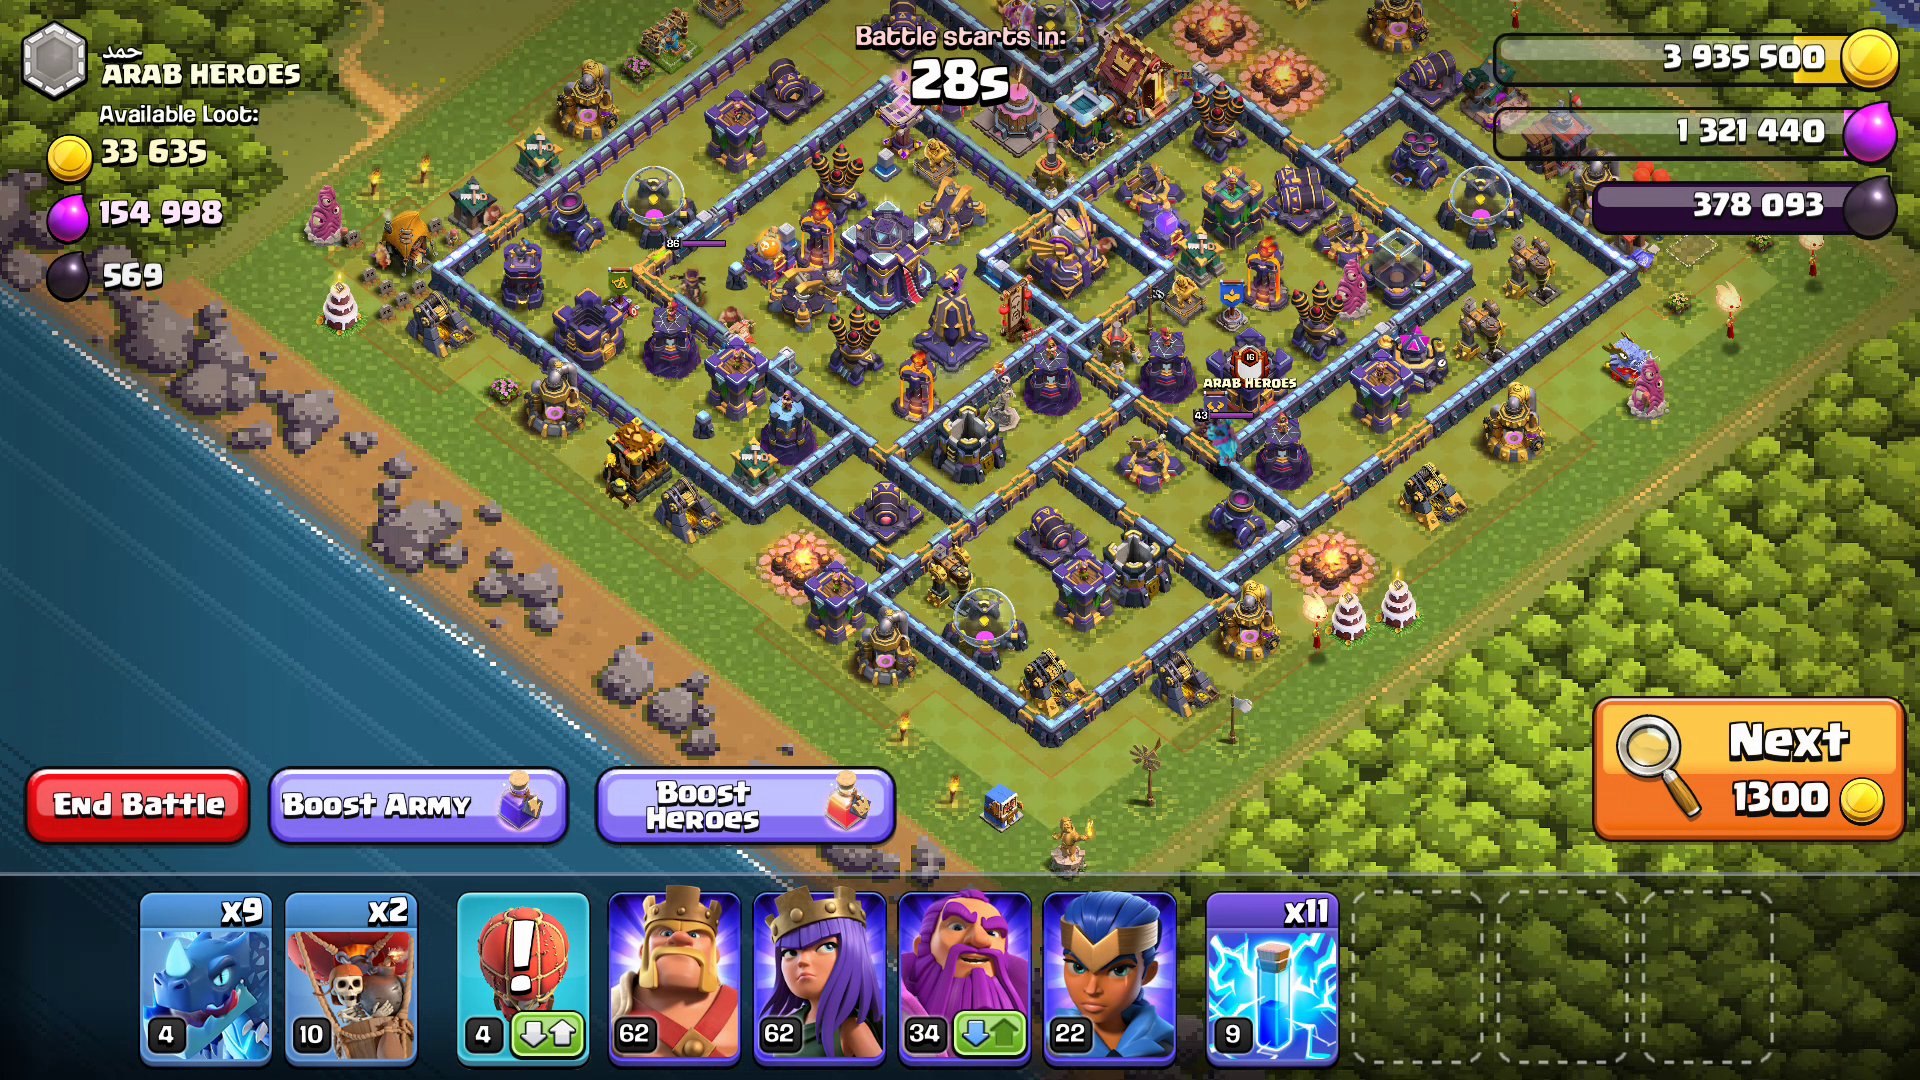 حمد
ARAB HEROES
Available Loot:
33 635
154 998
569
Battle starts in:
28s
3 935 500
1 321 440
378 093
86
16
ARAB HEROES
43
End Battle
Boost Army
Boost
Heroes
Next
1300
x9
4
x2
10
4
62
62
34
22
x11
9